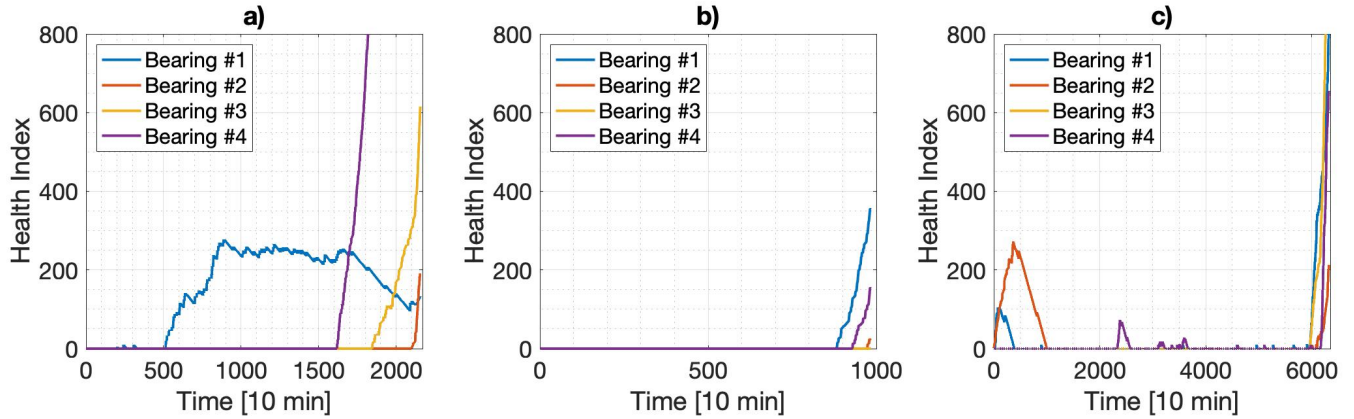 a)
800
600
400
200
0
Health Index
Bearing #1
Bearing #2
Bearing #3
Bearing #4
0 500 1000 1500 2000
Time [10 min]
b)
800
600
400
200
0
Health Index
Bearing #1
Bearing #2
Bearing #3
Bearing #4
0 500 1000
Time [10 min]
c)
800
600
400
200
0
Health Index
Bearing #1
Bearing #2
Bearing #3
Bearing #4
0 2000 4000 6000
Time [10 min]